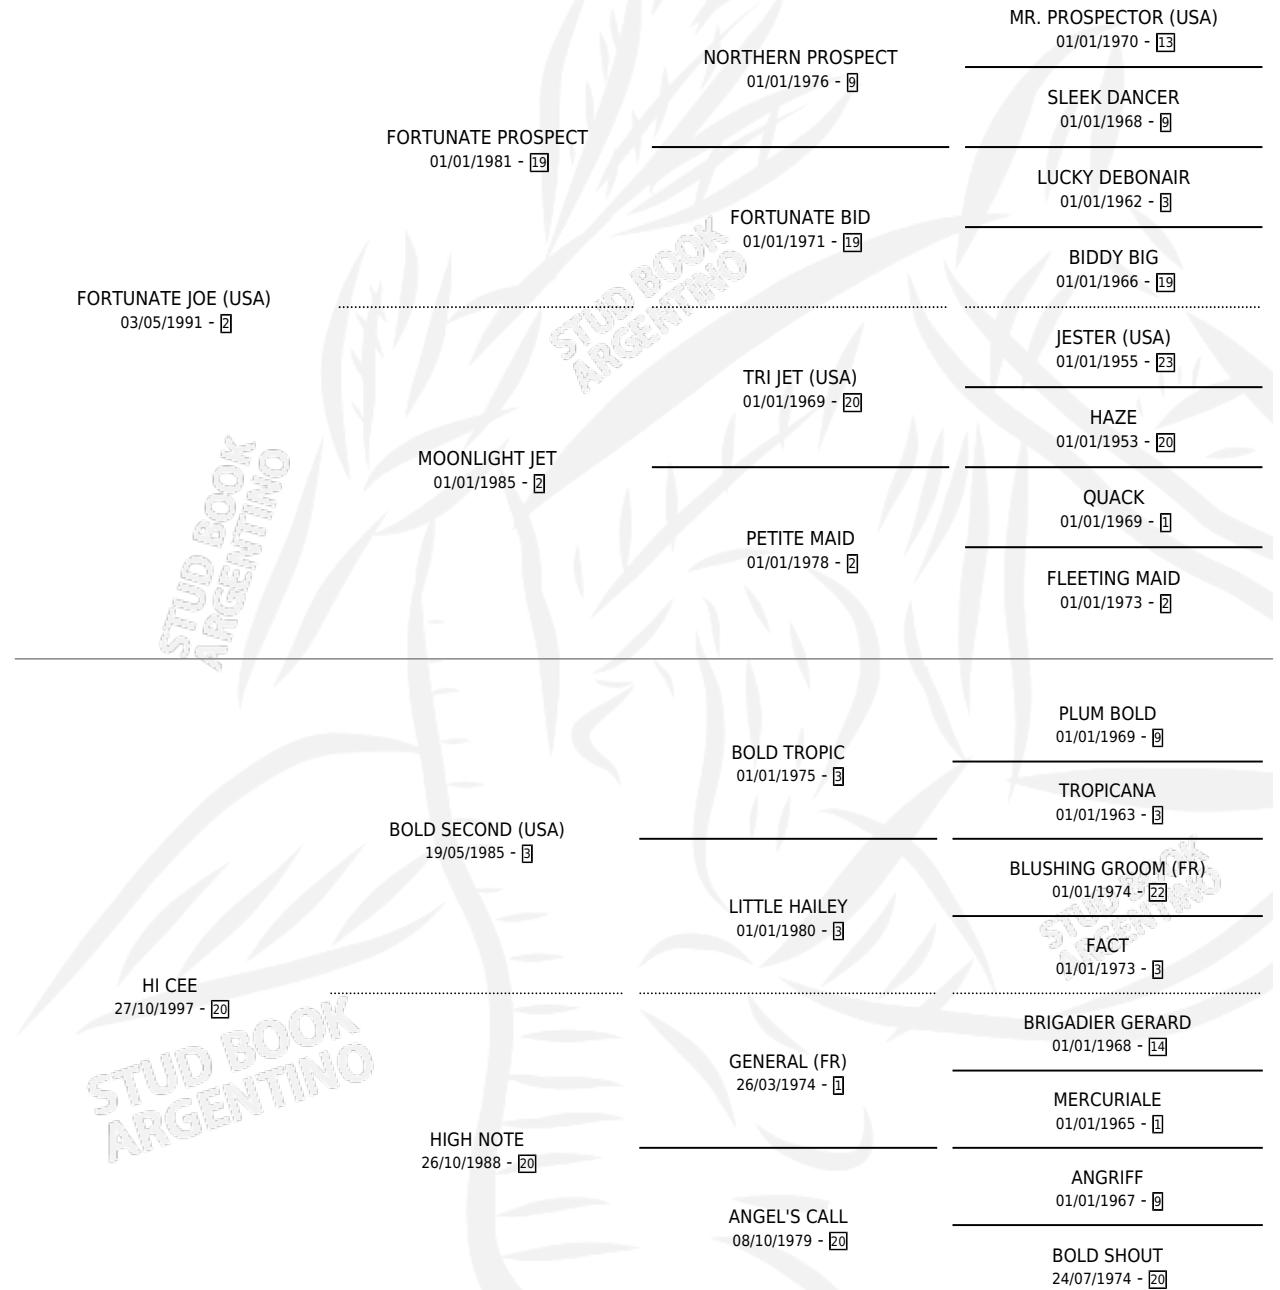 MR. PROSPECTOR (USA)
01/01/1970 - 13
NORTHERN PROSPECT
01/01/1976 - 9
SLEEK DANCER
01/01/1968 - 9
FORTUNATE PROSPECT
01/01/1981 - 19
LUCKY DEBONAIR
01/01/1962 - 3
FORTUNATE BID
01/01/1971 - 19
BIDDY BIG
01/01/1966 - 19
FORTUNATE JOE (USA)
03/05/1991 - 2
STUD BOOK
ARGENTINO
JESTER (USA)
01/01/1955 - 23
TRI JET (USA)
01/01/1969 - 20
HAZE
01/01/1953 - 20
MOONLIGHT JET
01/01/1985 - 2
QUACK
01/01/1969 - 1
PETITE MAID
01/01/1978 - 2
FLEETING MAID
01/01/1973 - 2
STUD BOOK
ARGENTINO
PLUM BOLD
01/01/1969 - 9
BOLD TROPIC
01/01/1975 - 3
TROPICANA
01/01/1963 - 3
BOLD SECOND (USA)
19/05/1985 - 3
BLUSHING GROOM (FR)
01/01/1974 - 22
LITTLE HAILEY
01/01/1980 - 3
STUD BOOK
ARGENTINO
FACT
01/01/1973 - 3
HI CEE
27/10/1997 - 20
STUD BOOK
ARGENTINO
BRIGADIER GERARD
01/01/1968 - 14
GENERAL (FR)
26/03/1974 - 1
MERCURIALE
01/01/1965 - 1
HIGH NOTE
26/10/1988 - 20
ANGRIFF
01/01/1967 - 9
ANGEL'S CALL
08/10/1979 - 20
BOLD SHOUT
24/07/1974 - 20